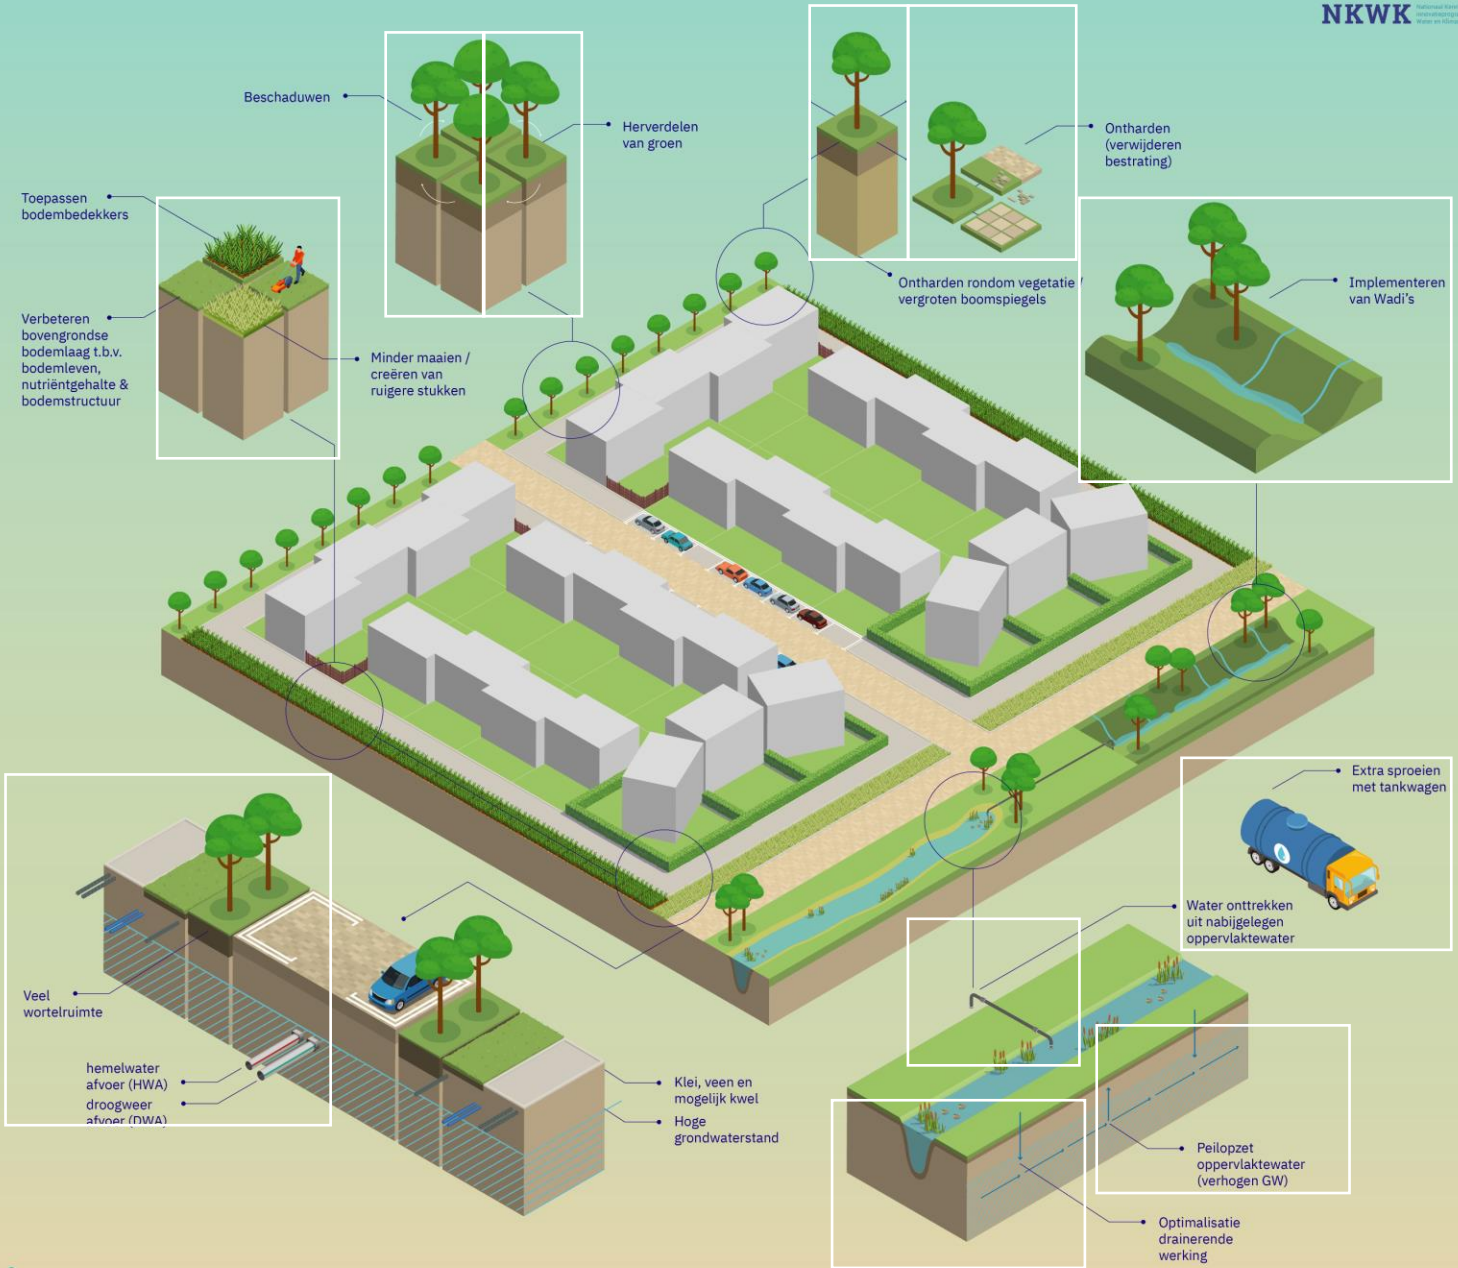 NKWK
Beschaduwen
Herverdelen
van groen
Ontharden
(verwijderen
bestrating)
Toepassen
bodembedekkers
Ontharden rondom vegetatie /
vergroten boomspiegels
Implementeren
van Wadi's
Verbeteren
bovengrondse
bodemlaag t.b.v.
bodemleven,
nutriëntgehalte &
bodemstructuur
Minder maaien /
creëren van
ruigere stukken
Extra sproeien
met tankwagen
Water onttrekken
uit nabijgelegen
oppervlaktewater
Veel
wortelruimte
hemelwater
afvoer (HWA)
droogweer
afvoer (DWA)
Klei, veen en
mogelijk kwel
Hoge
grondwaterstand
Peilopzet
oppervlaktewater
(verhogen GW)
Optimalisatie
drainerende
werking